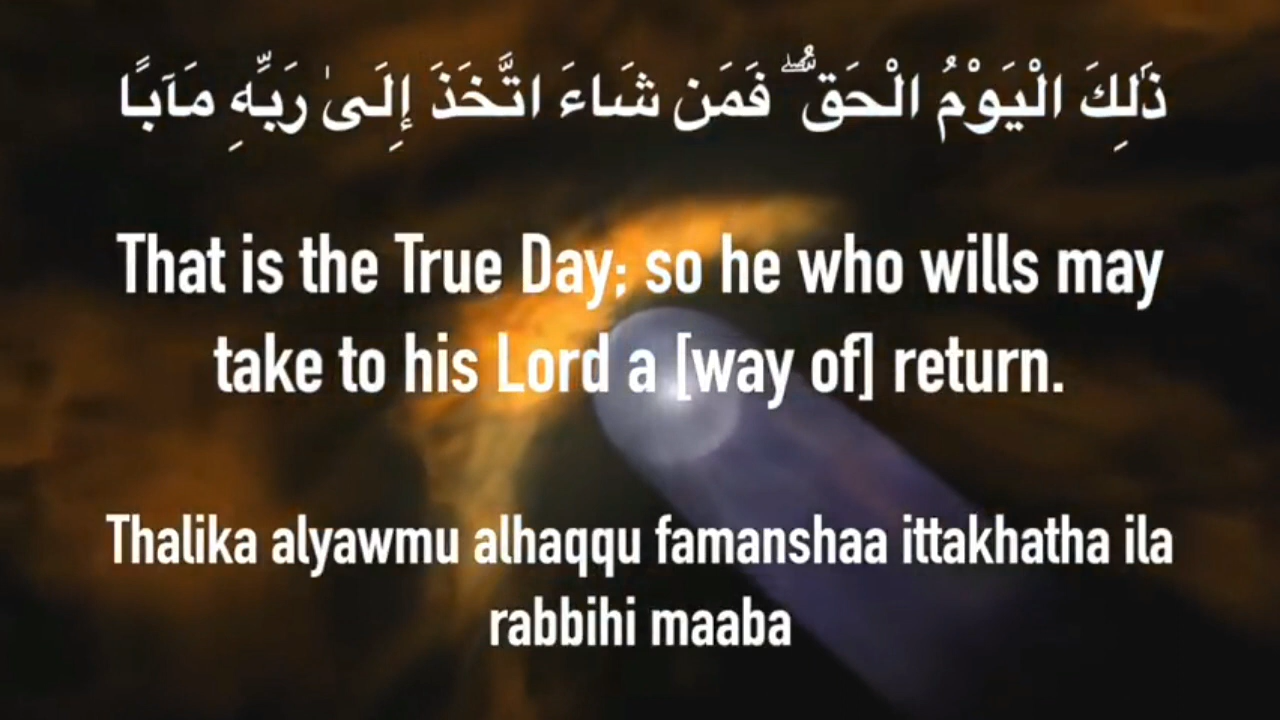 ذَٰلِكَ الْيَوْمُ الْحَقُّ ۖ فَمَن شَاءَ اتَّخَذَ إِلَىٰ رَبِّهِ مَآبًا
That is the True Day; so he who wills may
take to his Lord a [way of] return.
Thalika alyawmu alhaqqu famanshaa ittakhatha ila
rabbihi maaba